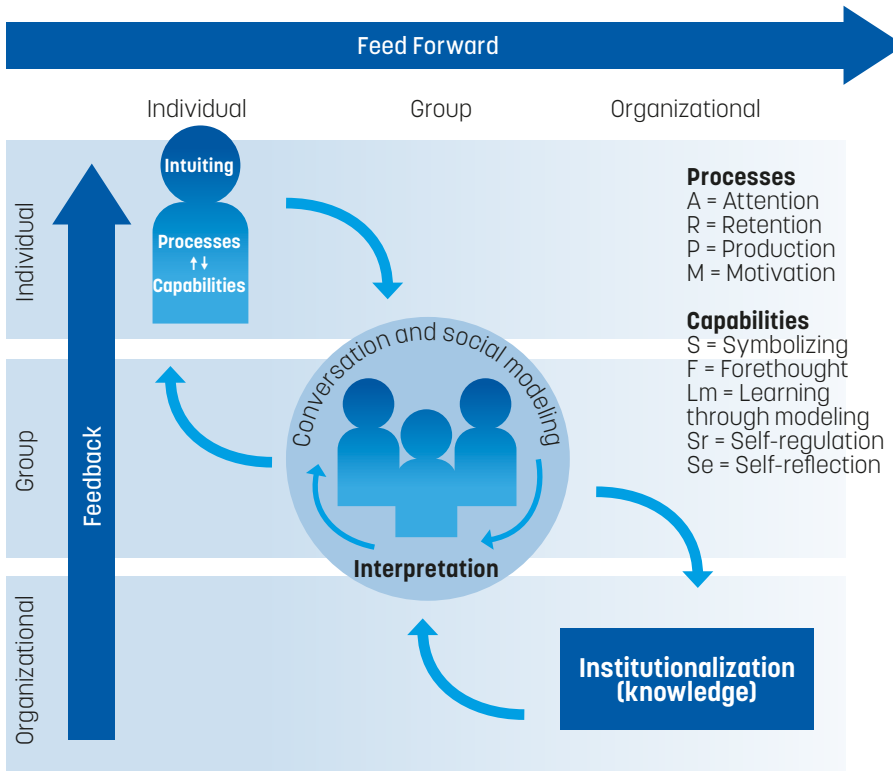 Feed Forward
Individual
Group
Organizational
Individual
Intuiting
Processes
↑↓
Capabilities
Processes
A = Attention
R = Retention
P = Production
M = Motivation
Capabilities
S = Symbolizing
F = Forethought
Lm = Learning
through modeling
Sr = Self-regulation
Se = Self-reflection
Group
Feedback
Conversation and social modeling
Interpretation
Organizational
Institutionalization
(knowledge)